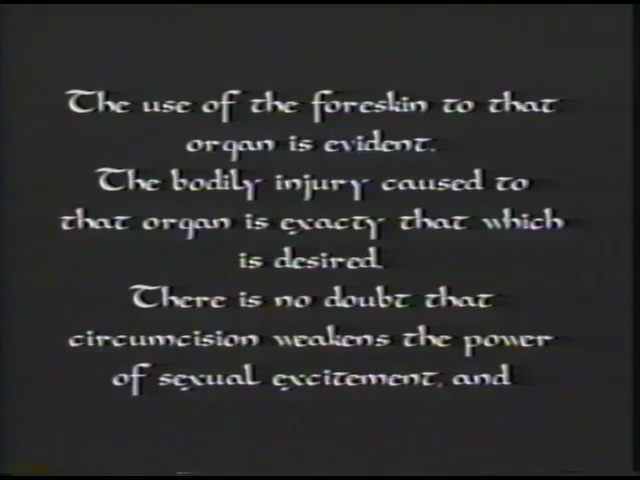 The use of the foreskin to that
organ is evident.
The bodily injury caused to
that organ is exacty that which
is desired.
There is no doubt that
circumcision weakens the power
of sexual excitement, and